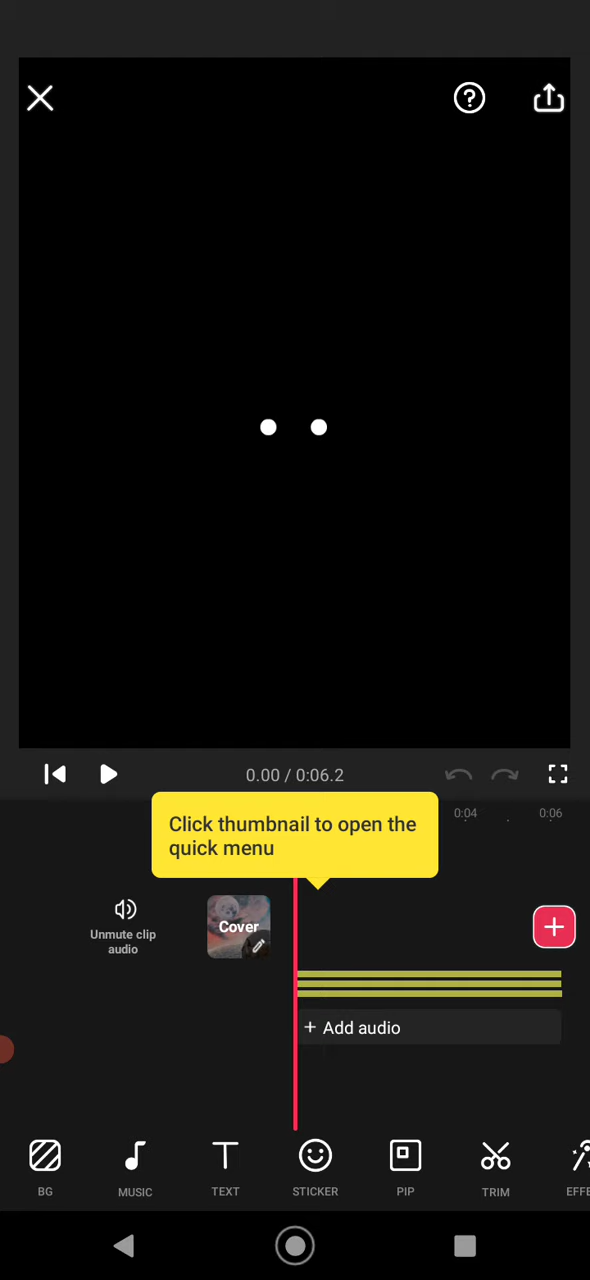 0.00 / 0:06.2
0:04
0:06
Click thumbnail to open the
quick menu
Unmute clip
audio
Cover
+ Add audio
BG
MUSIC
TEXT
STICKER
PIP
TRIM
EFFE